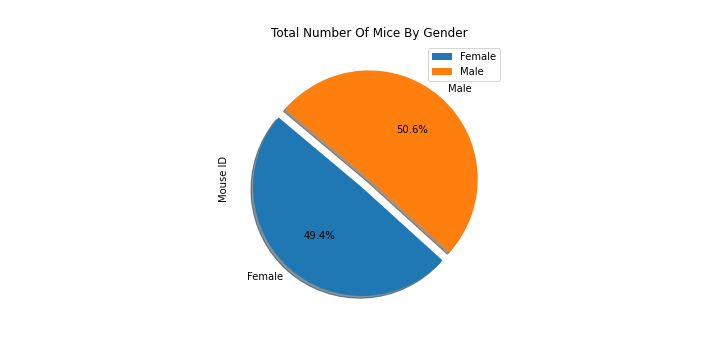 Total Number Of Mice By Gender
Female
Male
Male
50.6%
Mouse ID
49.4%
Female